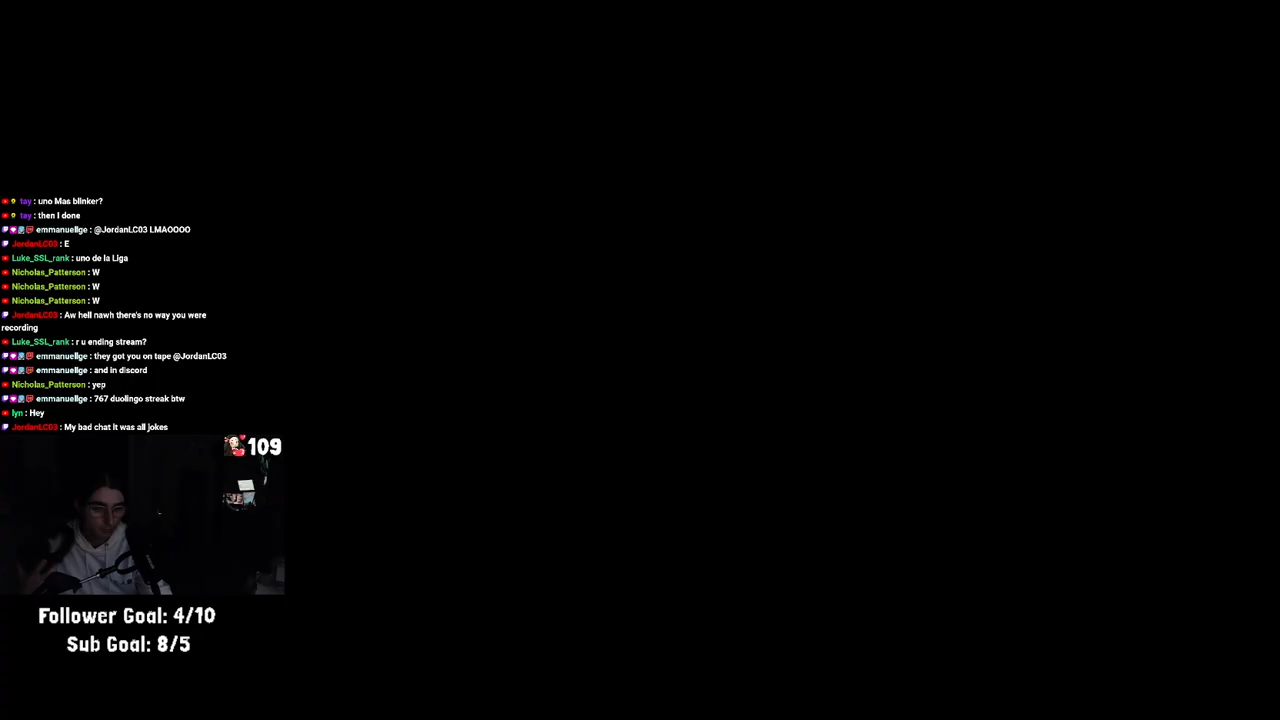 tay : uno Mas blinker?
tay : then I done
emmanuellge : @JordanLC03 LMAOOOO
JordanLC03 : E
Luke_SSL_rank : uno de la Liga
Nicholas_Patterson : W
Nicholas_Patterson : W
Nicholas_Patterson : W
JordanLC03 : Aw hell nawh there's no way you were
recording
Luke_SSL_rank : r u ending stream?
emmanuellge : they got you on tape @JordanLC03
emmanuellge : and in discord
Nicholas_Patterson : yep
emmanuellge : 767 duolingo streak btw
lyn : Hey
JordanLC03 : My bad chat it was all jokes
109
Follower Goal: 4/10
Sub Goal: 8/5